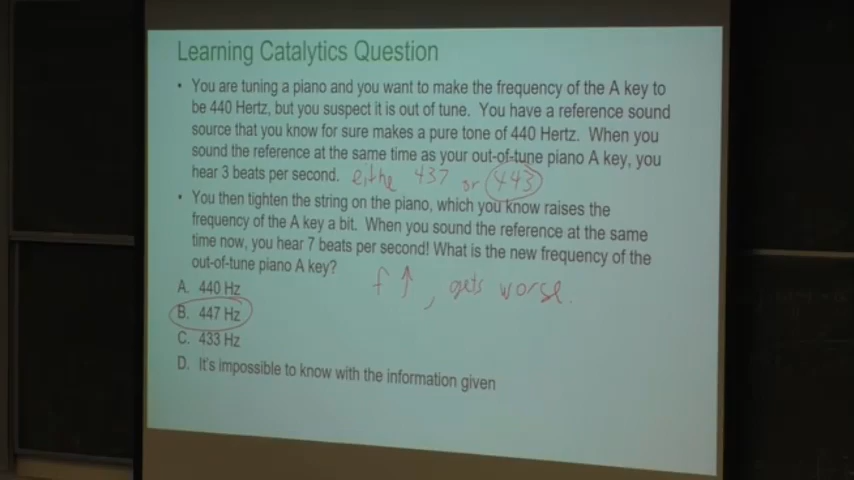 Learning Catalytics Question
• You are tuning a piano and you want to make the frequency of the A key to
be 440 Hertz, but you suspect it is out of tune. You have a reference sound
source that you know for sure makes a pure tone of 440 Hertz. When you
sound the reference at the same time as your out-of-tune piano A key, you
hear 3 beats per second. either 437 or 443
• You then tighten the string on the piano, which you know raises the
frequency of the A key a bit. When you sound the reference at the same
time now, you hear 7 beats per second! What is the new frequency of the
out-of-tune piano A key?
f ↑, gets worse.
A. 440 Hz
B. 447 Hz
C. 433 Hz
D. It's impossible to know with the information given